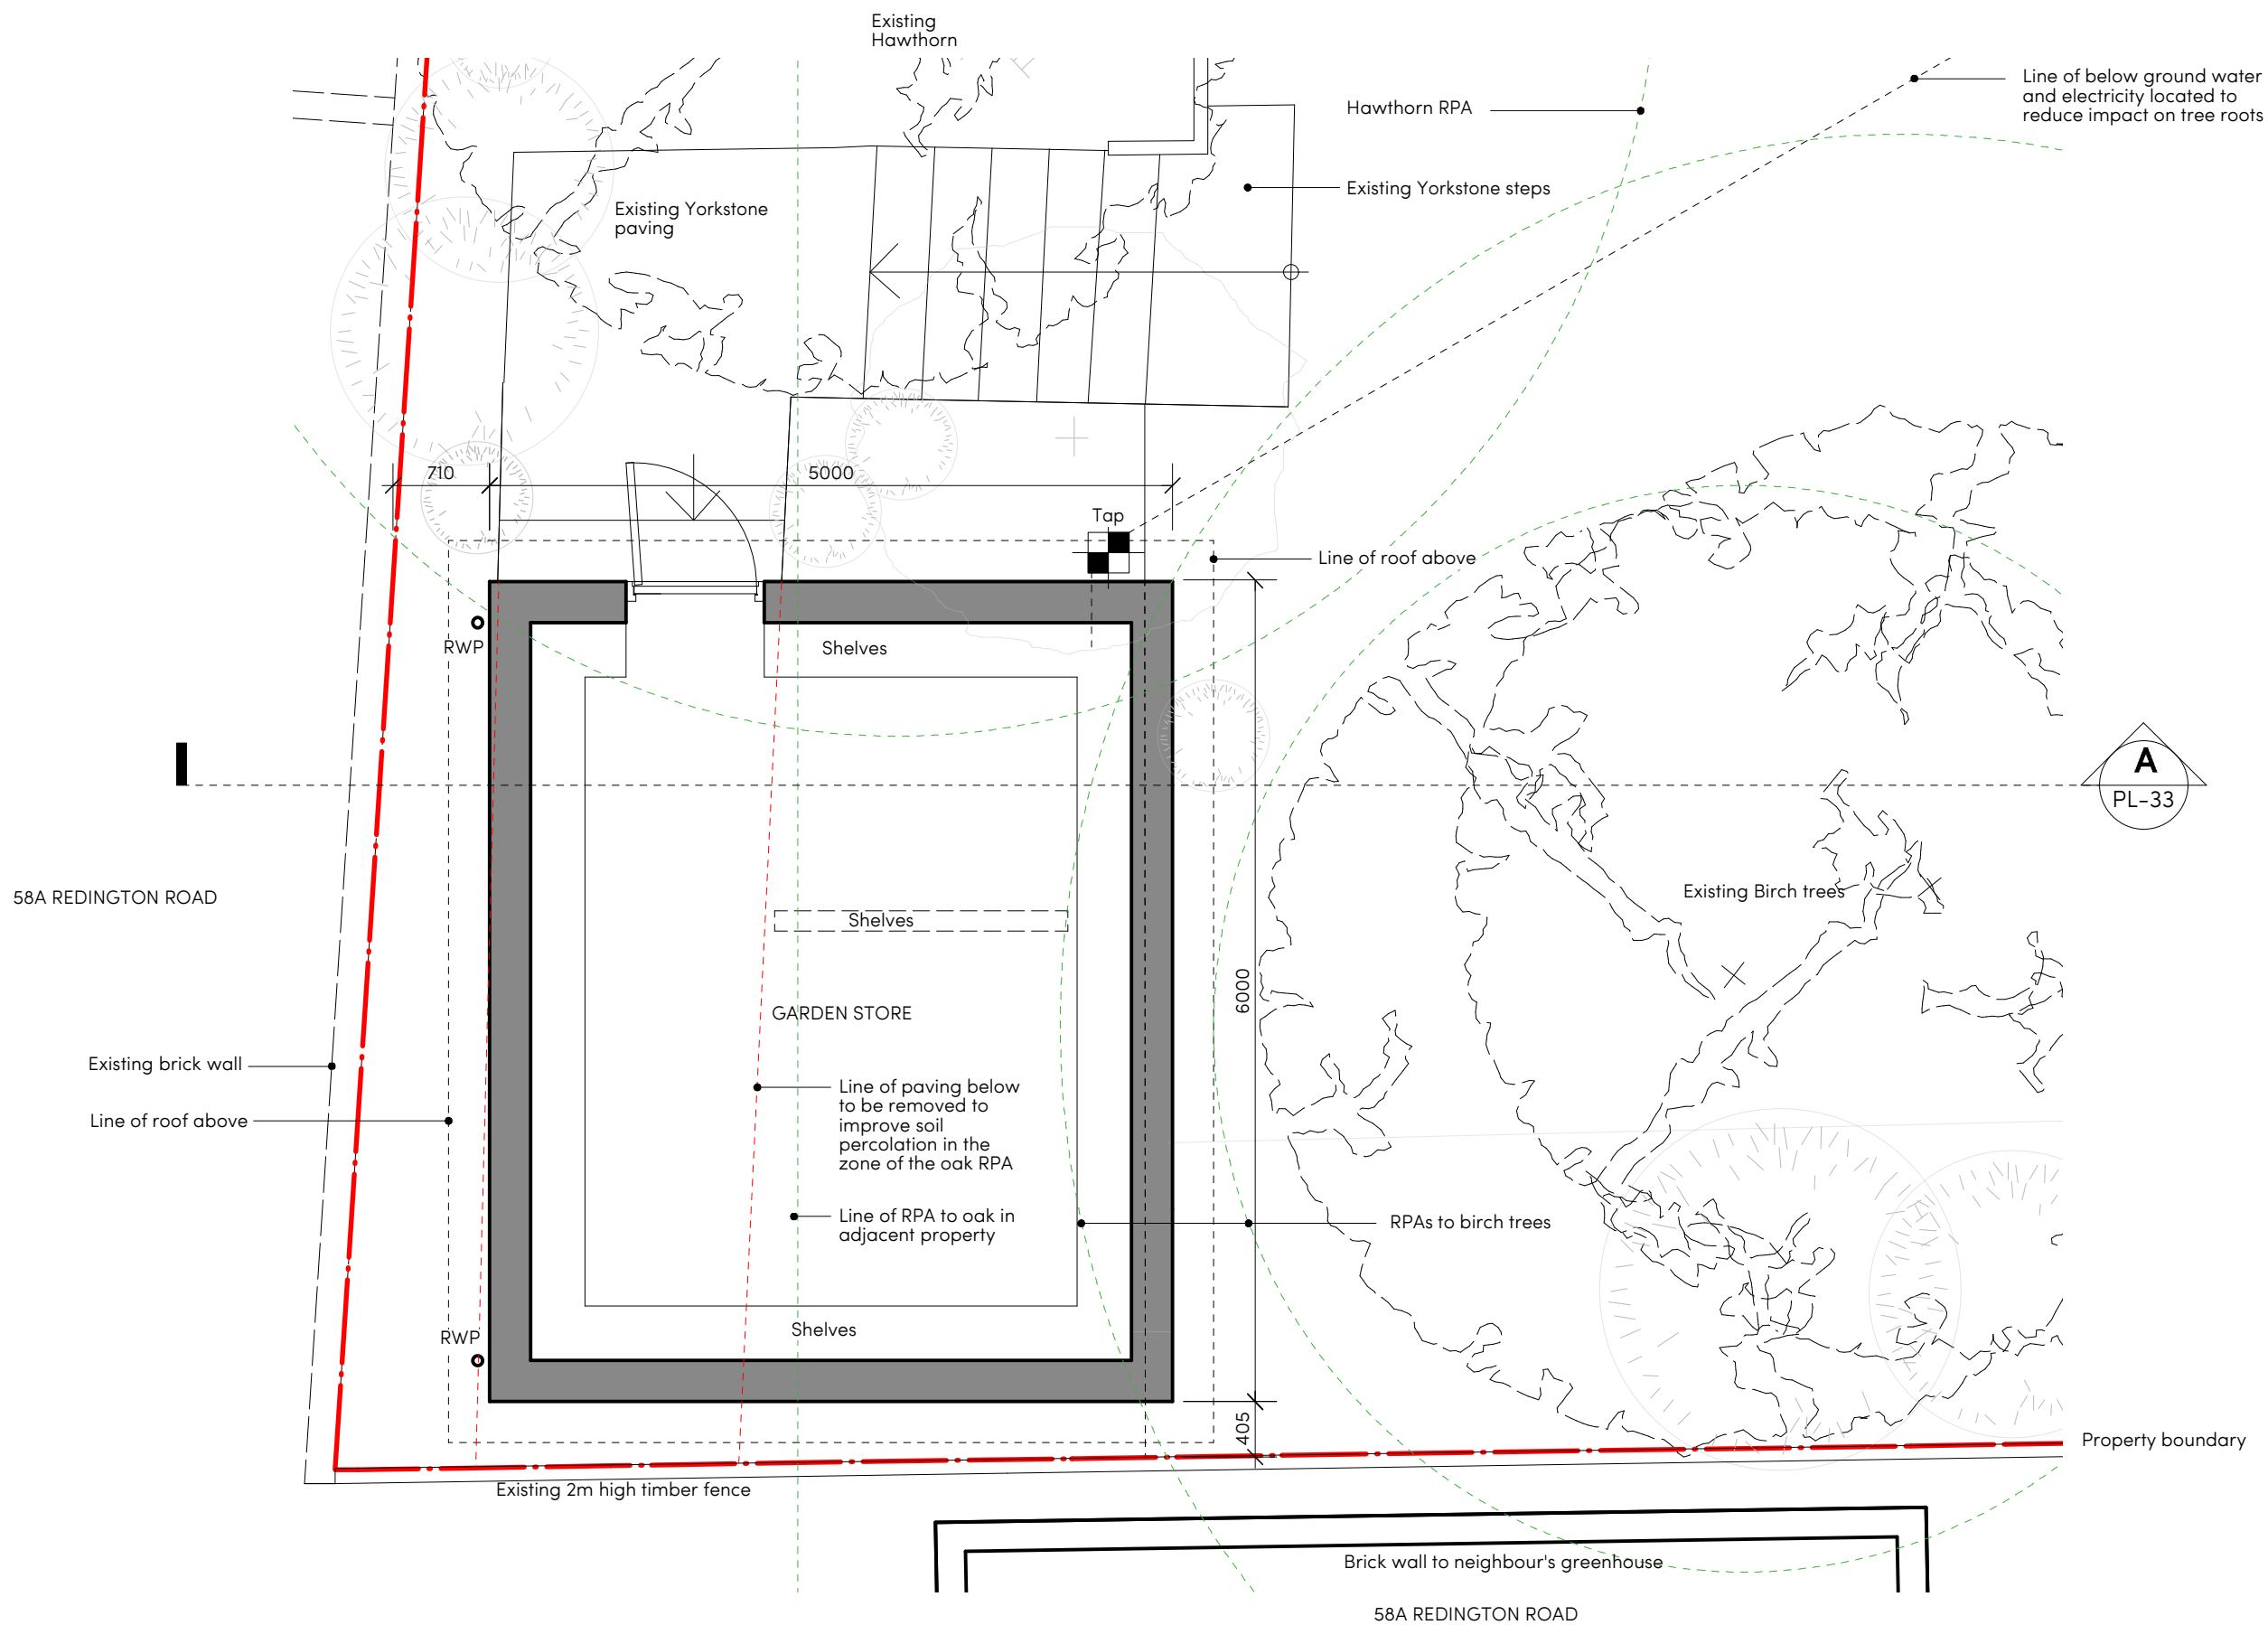 Existing
Hawthorn
Line of below ground water
and electricity located to
reduce impact on tree roots
Hawthorn RPA
Existing Yorkstone steps
Existing Yorkstone
paving
710
5000
Tap
Line of roof above
RWP
Shelves
A
PL-33
58A REDINGTON ROAD
Existing Birch trees
Shelves
6000
GARDEN STORE
Existing brick wall
Line of paving below
to be removed to
improve soil
percolation in the
zone of the oak RPA
Line of roof above
Line of RPA to oak in
adjacent property
RPAs to birch trees
RWP
Shelves
405
Property boundary
Existing 2m high timber fence
Brick wall to neighbour's greenhouse
58A REDINGTON ROAD